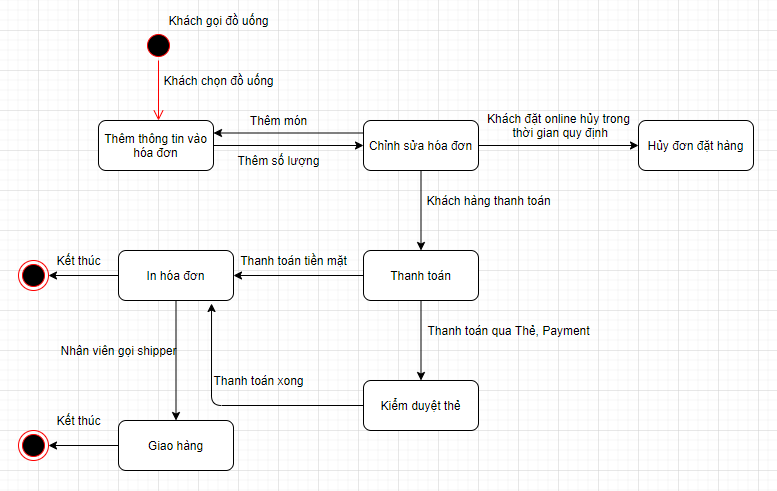 Khách gọi đồ uống
Khách chọn đồ uống
Thêm thông tin vào
hóa đơn
Thêm món
Thêm số lượng
Chỉnh sửa hóa đơn
Khách đặt online hủy trong
thời gian quy định
Hủy đơn đặt hàng
Khách hàng thanh toán
Kết thúc
In hóa đơn
Thanh toán tiền mặt
Thanh toán
Thanh toán qua Thẻ, Payment
Nhân viên gọi shipper
Thanh toán xong
Kiểm duyệt thẻ
Kết thúc
Giao hàng